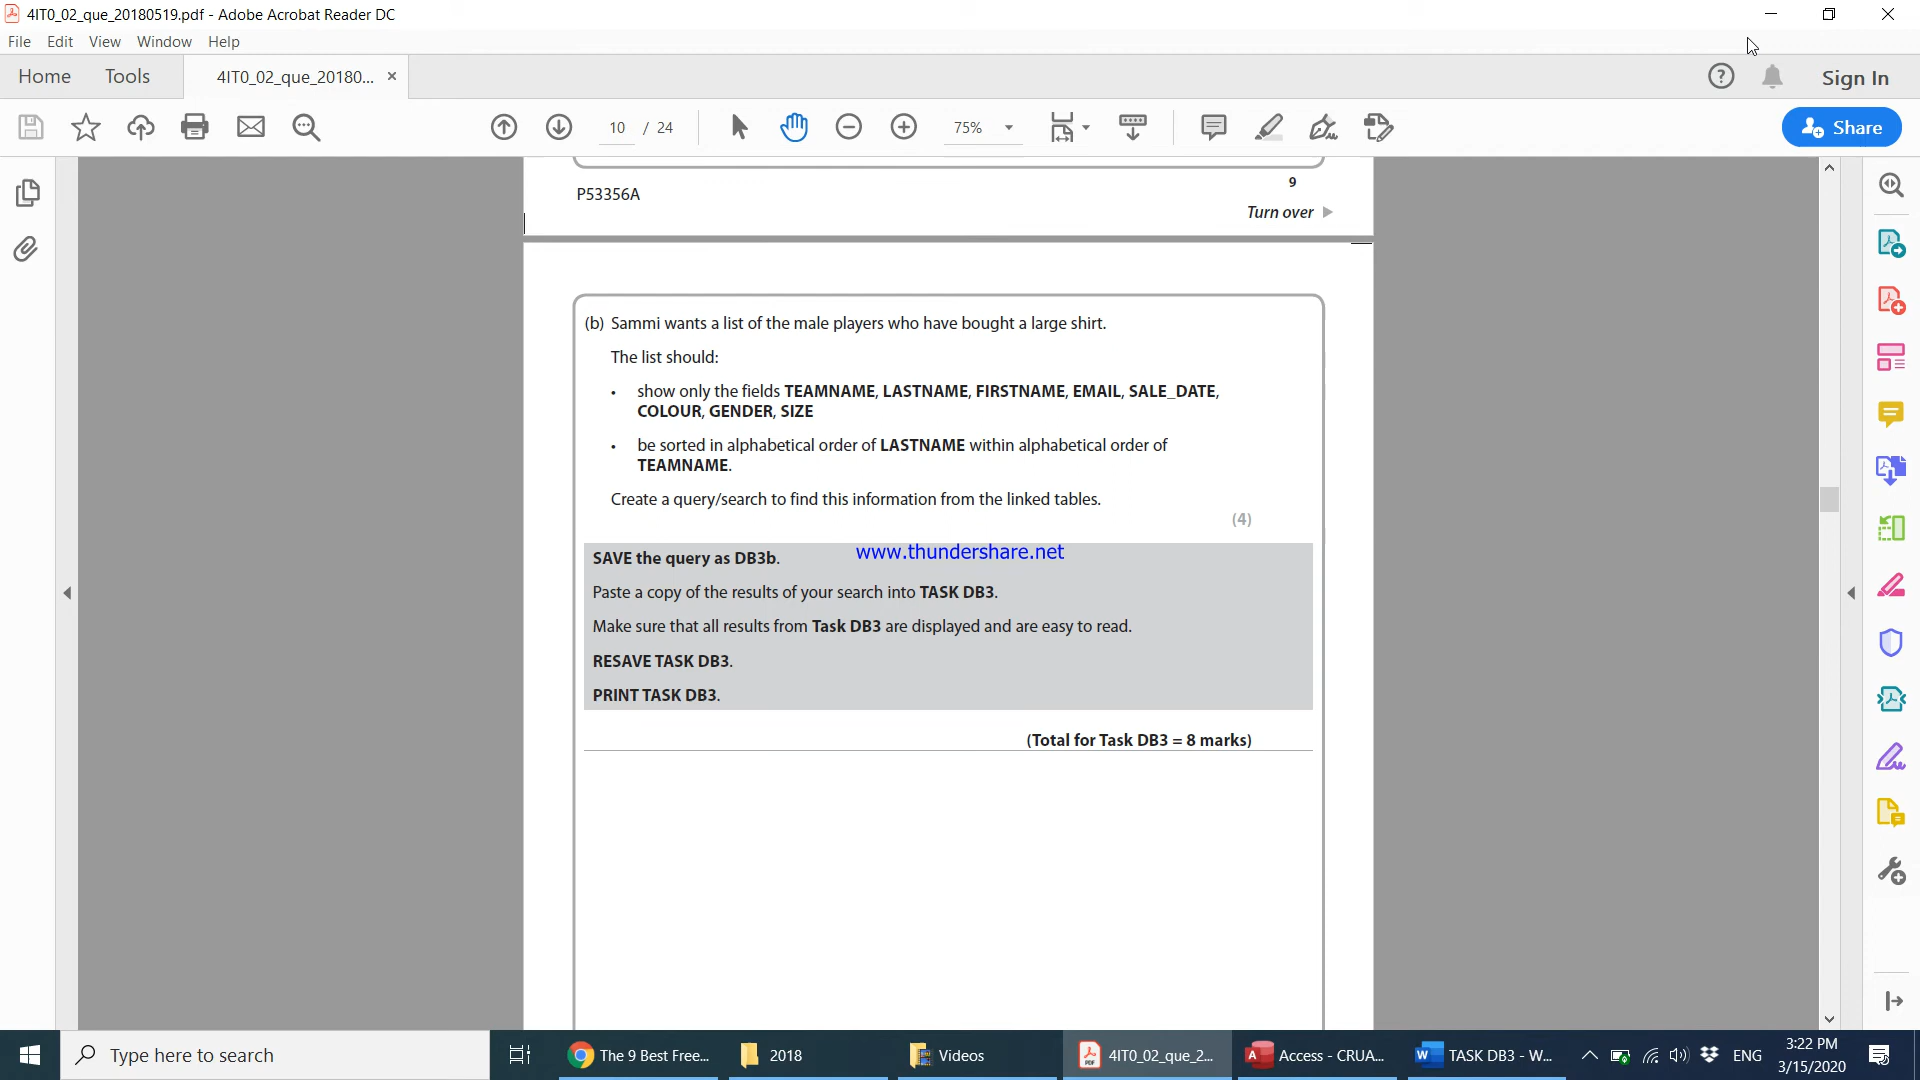 4IT0_02_que_20180519.pdf - Adobe Acrobat Reader DC
File Edit View Window Help
Home Tools 4IT0_02_que_20180... × Sign In
10 / 24 75% Share
P53356A
9
Turn over
(b) Sammi wants a list of the male players who have bought a large shirt.
The list should:
• show only the fields TEAMNAME, LASTNAME, FIRSTNAME, EMAIL, SALE_DATE,
COLOUR, GENDER, SIZE
• be sorted in alphabetical order of LASTNAME within alphabetical order of
TEAMNAME.
Create a query/search to find this information from the linked tables.
(4)
www.thundershare.net
SAVE the query as DB3b.
Paste a copy of the results of your search into TASK DB3.
Make sure that all results from Task DB3 are displayed and are easy to read.
RESAVE TASK DB3.
PRINT TASK DB3.
(Total for Task DB3 = 8 marks)
Type here to search The 9 Best Free... 2018 Videos 4IT0_02_que_2... Access - CRUA... TASK DB3 - W... ENG 3:22 PM
3/15/2020